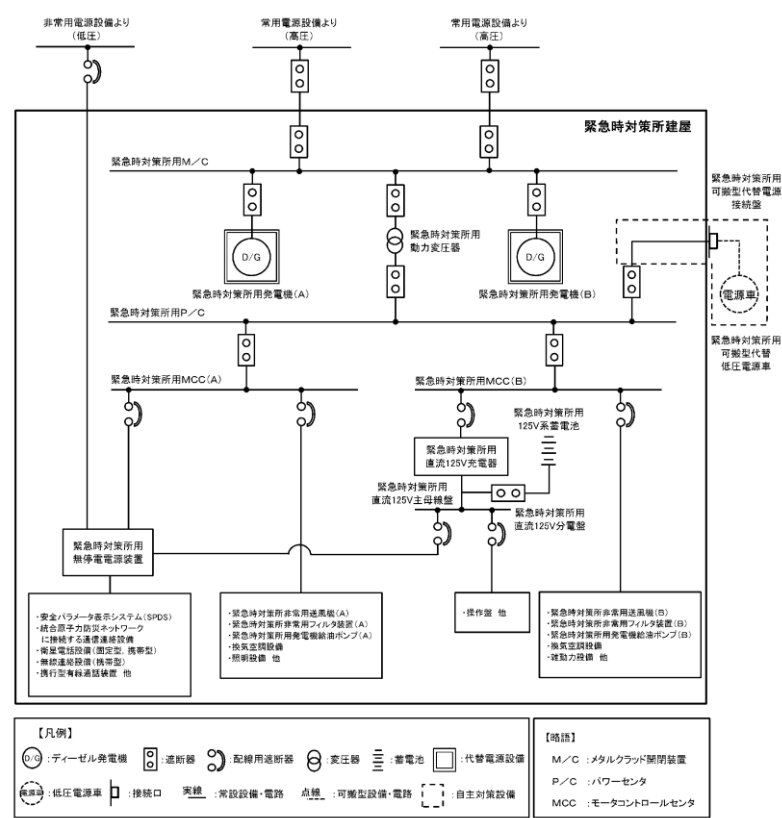 非常用電源設備より
(低圧)
常用電源設備より
(高圧)
常用電源設備より
(高圧)
緊急時対策所建屋
緊急時対策所用M/C
緊急時対策所用
可搬型代替電源
接続盤
D/G
緊急時対策所用
動力変圧器
D/G
緊急時対策所用発電機(A)
緊急時対策所用発電機(B)
電源車
緊急時対策所用P/C
緊急時対策所用
可搬型代替
低圧電源車
緊急時対策所用MCC(A)
緊急時対策所用MCC(B)
緊急時対策所用
125V系蓄電池
緊急時対策所用
直流125V充電器
緊急時対策所用
直流125V主母線盤
緊急時対策所用
直流125V分電盤
緊急時対策所用
無停電電源装置
・安全パラメータ表示システム(SPDS)
・統合原子力防災ネットワーク
に接続する通信連絡設備
・衛星電話設備(固定型,携帯型)
・無線連絡設備(携帯型)
・携行型有線通話装置 他
・緊急時対策所非常用送風機(A)
・緊急時対策所非常用フィルタ装置(A)
・緊急時対策所用発電機給油ポンプ(A)
・換気空調設備
・照明設備 他
・操作盤 他
・緊急時対策所非常用送風機(B)
・緊急時対策所非常用フィルタ装置(B)
・緊急時対策所用発電機給油ポンプ(B)
・換気空調設備
・雑動力設備 他
【凡例】
D/G :ディーゼル発電機 :遮断器 :配線用遮断器 :変圧器 :蓄電池 :代替電源設備
電源車 :低圧電源車 :接続口 実線 :常設設備・電路 点線 :可搬型設備・電路 :自主対策設備
【略語】
M/C :メタルクラッド開閉装置
P/C :パワーセンタ
MCC :モータコントロールセンタ